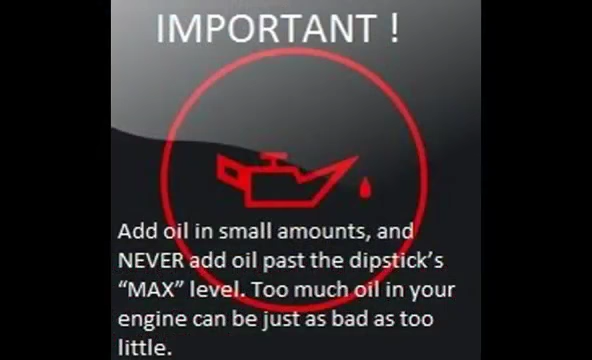 IMPORTANT !
Add oil in small amounts, and
NEVER add oil past the dipstick's
“MAX” level. Too much oil in your
engine can be just as bad as too
little.